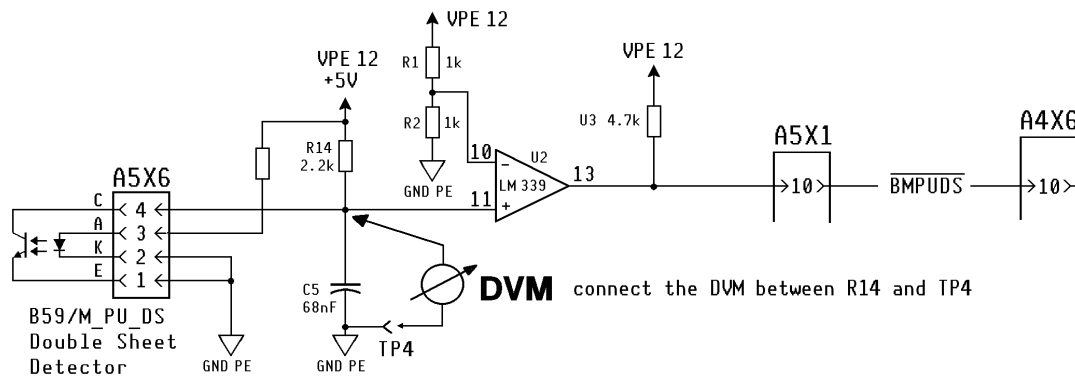 VPE 12
VPE 12
VPE 12
+5V
R1 1k
R2 1k
GND PE
R14
2.2k
10
11
-
+
U2
LM 339
13
U3 4.7k
A5X1
10
BMPUDS
A4X6
10
A5X6
C 4
A 3
K 2
E 1
B59/M_PU_DS
Double Sheet
Detector
GND PE
C5
68nF
GND PE
TP4
DVM connect the DVM between R14 and TP4